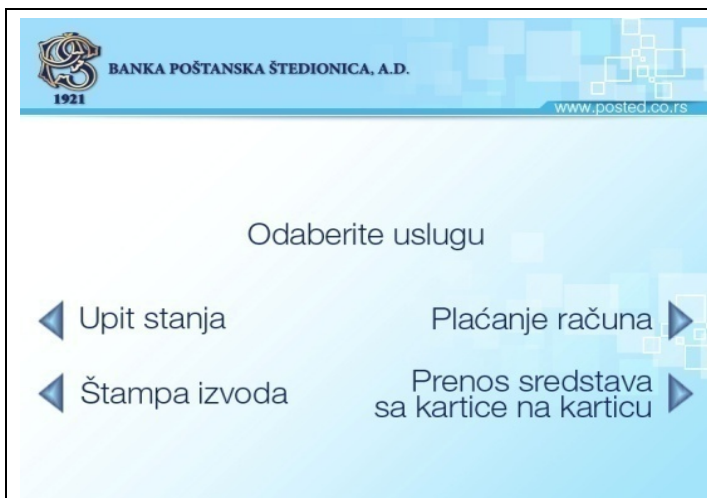 BANKA POŠTANSKA ŠTEDIONICA, A.D.
1921
www.posted.co.rs
Odaberite uslugu
Upit stanja
Plaćanje računa
Štampa izvoda
Prenos sredstava
sa kartice na karticu